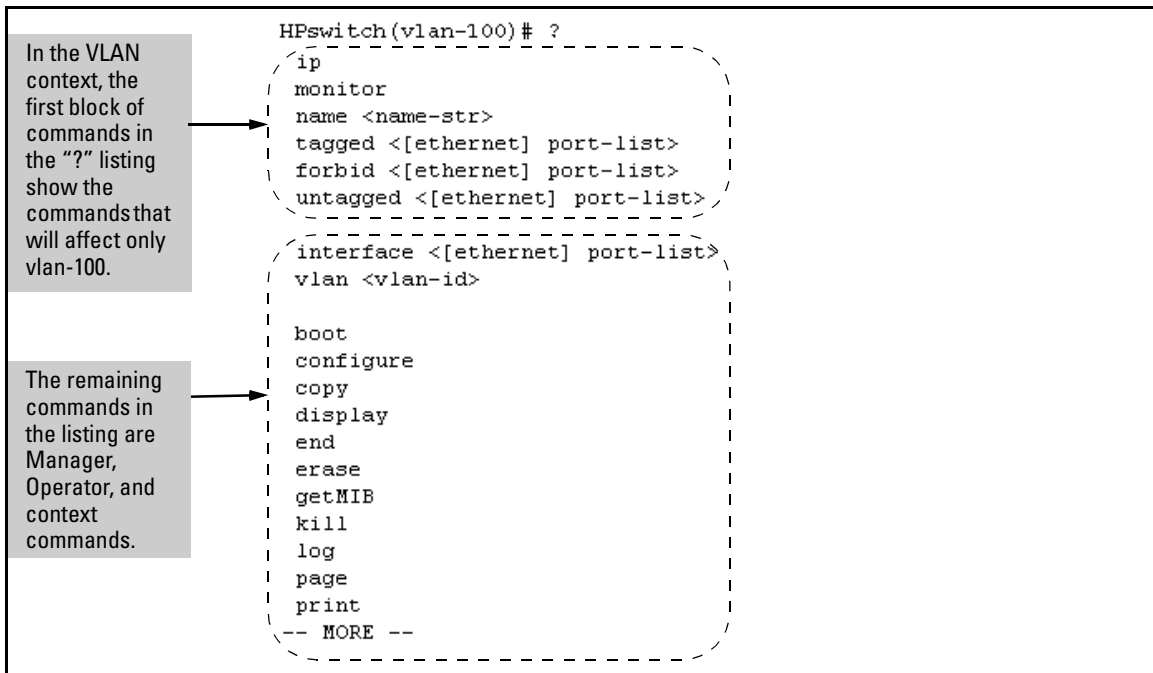 HPswitch(vlan-100)# ?
In the VLAN
context, the
first block of
commands in
the “?” listing
show the
commands that
will affect only
vlan-100.
ip
monitor
name <name-str>
tagged <[ethernet] port-list>
forbid <[ethernet] port-list>
untagged <[ethernet] port-list>
interface <[ethernet] port-list>
vlan <vlan-id>
The remaining
commands in
the listing are
Manager,
Operator, and
context
commands.
boot
configure
copy
display
end
erase
getMIB
kill
log
page
print
-- MORE --